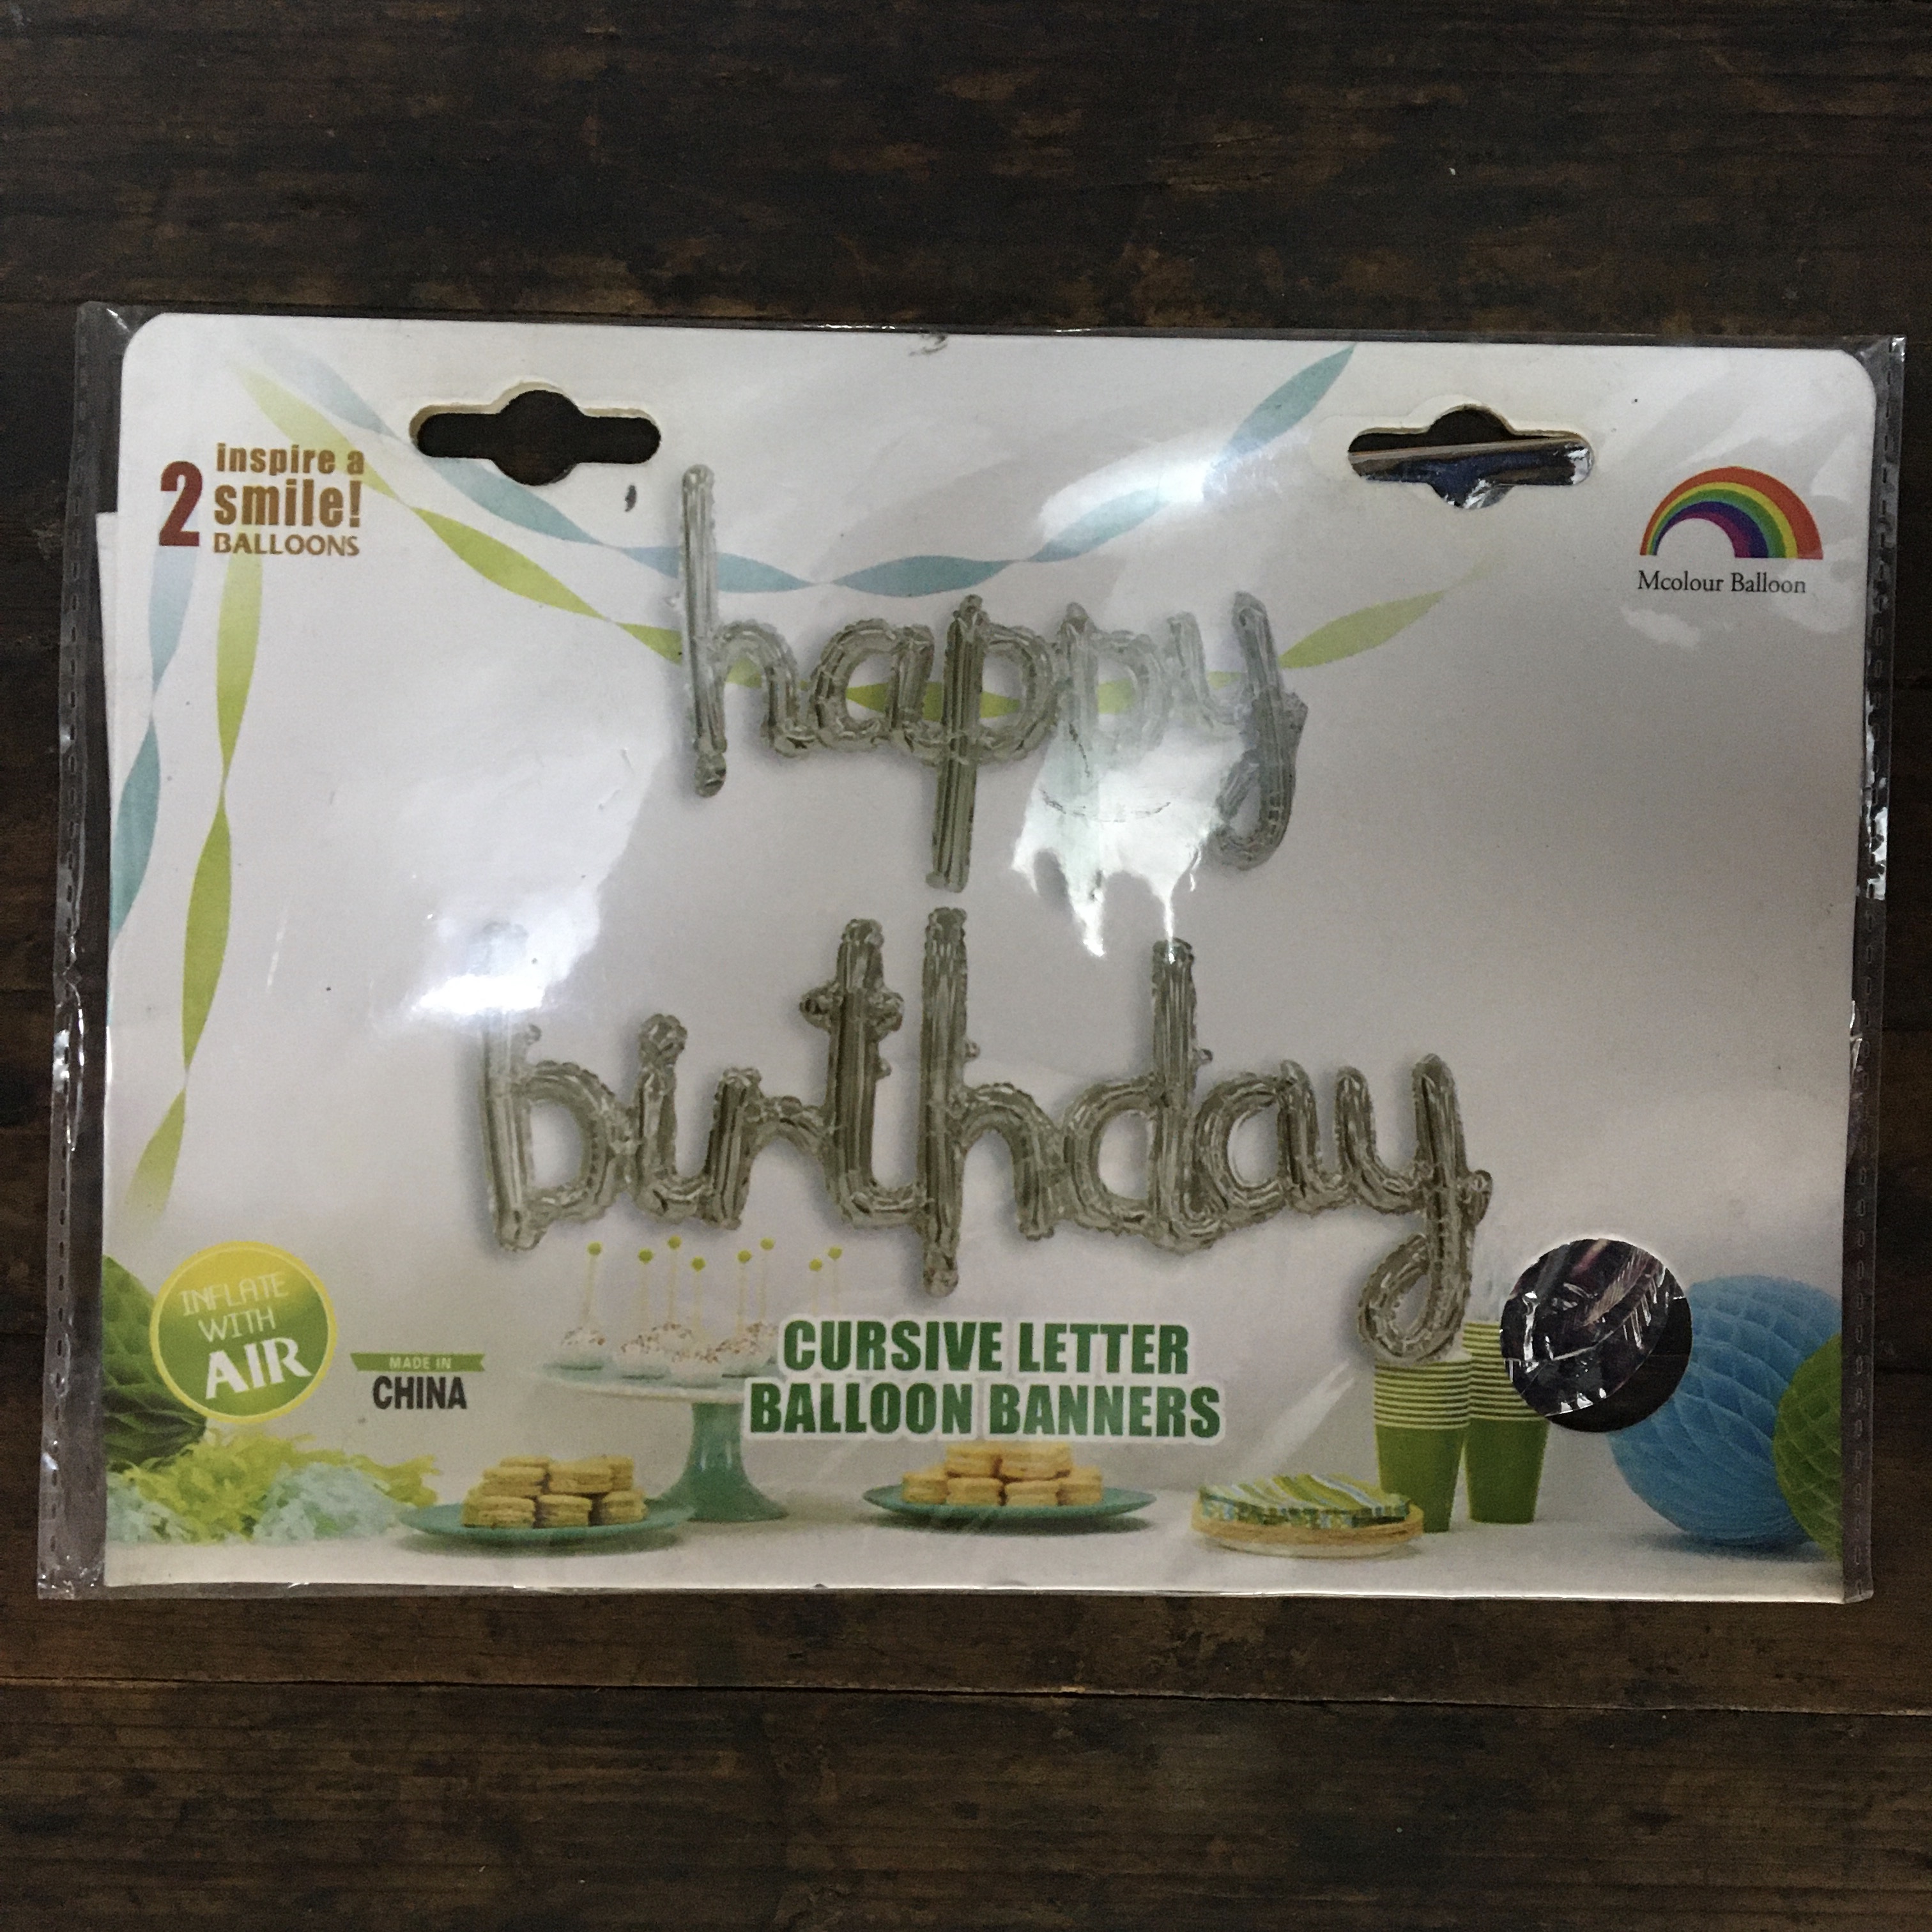 2 inspire a
smile!
BALLOONS
Mcolour Balloon
happy
birthday
INFLATE
WITH
AIR
MADE IN
CHINA
CURSIVE LETTER
BALLOON BANNERS